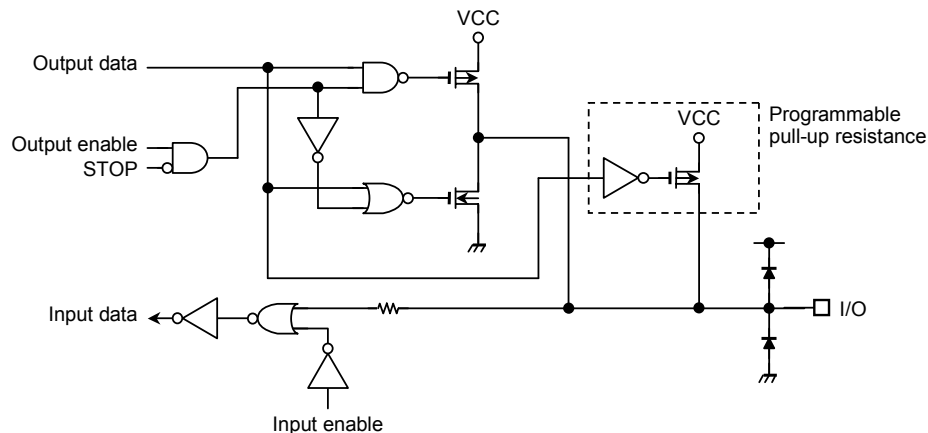 VCC
Output data
Programmable
pull-up resistance
VCC
Output enable
STOP
Input data
I/O
Input enable